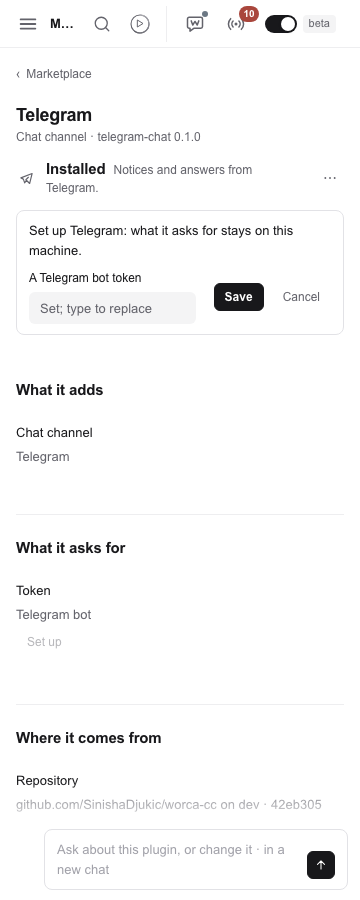 M...
10
beta
‹ Marketplace
Telegram
Chat channel · telegram-chat 0.1.0
Installed Notices and answers from
Telegram.
...
Set up Telegram: what it asks for stays on this
machine.
A Telegram bot token
Set; type to replace
Save
Cancel
What it adds
Chat channel
Telegram
What it asks for
Token
Telegram bot
Set up
Where it comes from
Repository
github.com/SinishaDjukic/worca-cc on dev · 42eb305
Ask about this plugin, or change it · in a
new chat